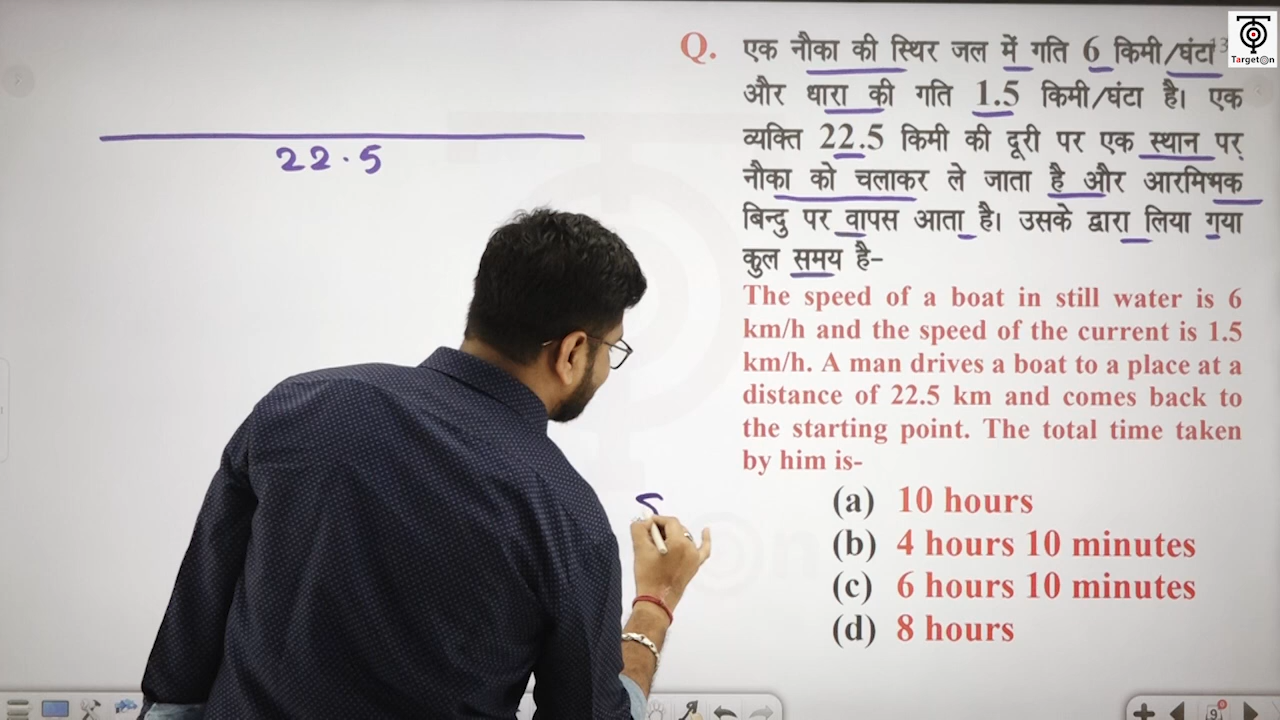 TargetOn
Q. एक नौका की स्थिर जल में गति 6 किमी/घंटा
और धारा की गति 1.5 किमी/घंटा है। एक
व्यक्ति 22.5 किमी की दूरी पर एक स्थान पर
नौका को चलाकर ले जाता है और आरमिभक
बिन्दु पर वापस आता है। उसके द्वारा लिया गया
कुल समय है-
22.5
The speed of a boat in still water is 6
km/h and the speed of the current is 1.5
km/h. A man drives a boat to a place at a
distance of 22.5 km and comes back to
the starting point. The total time taken
by him is-
(a) 10 hours
(b) 4 hours 10 minutes
(c) 6 hours 10 minutes
(d) 8 hours
9